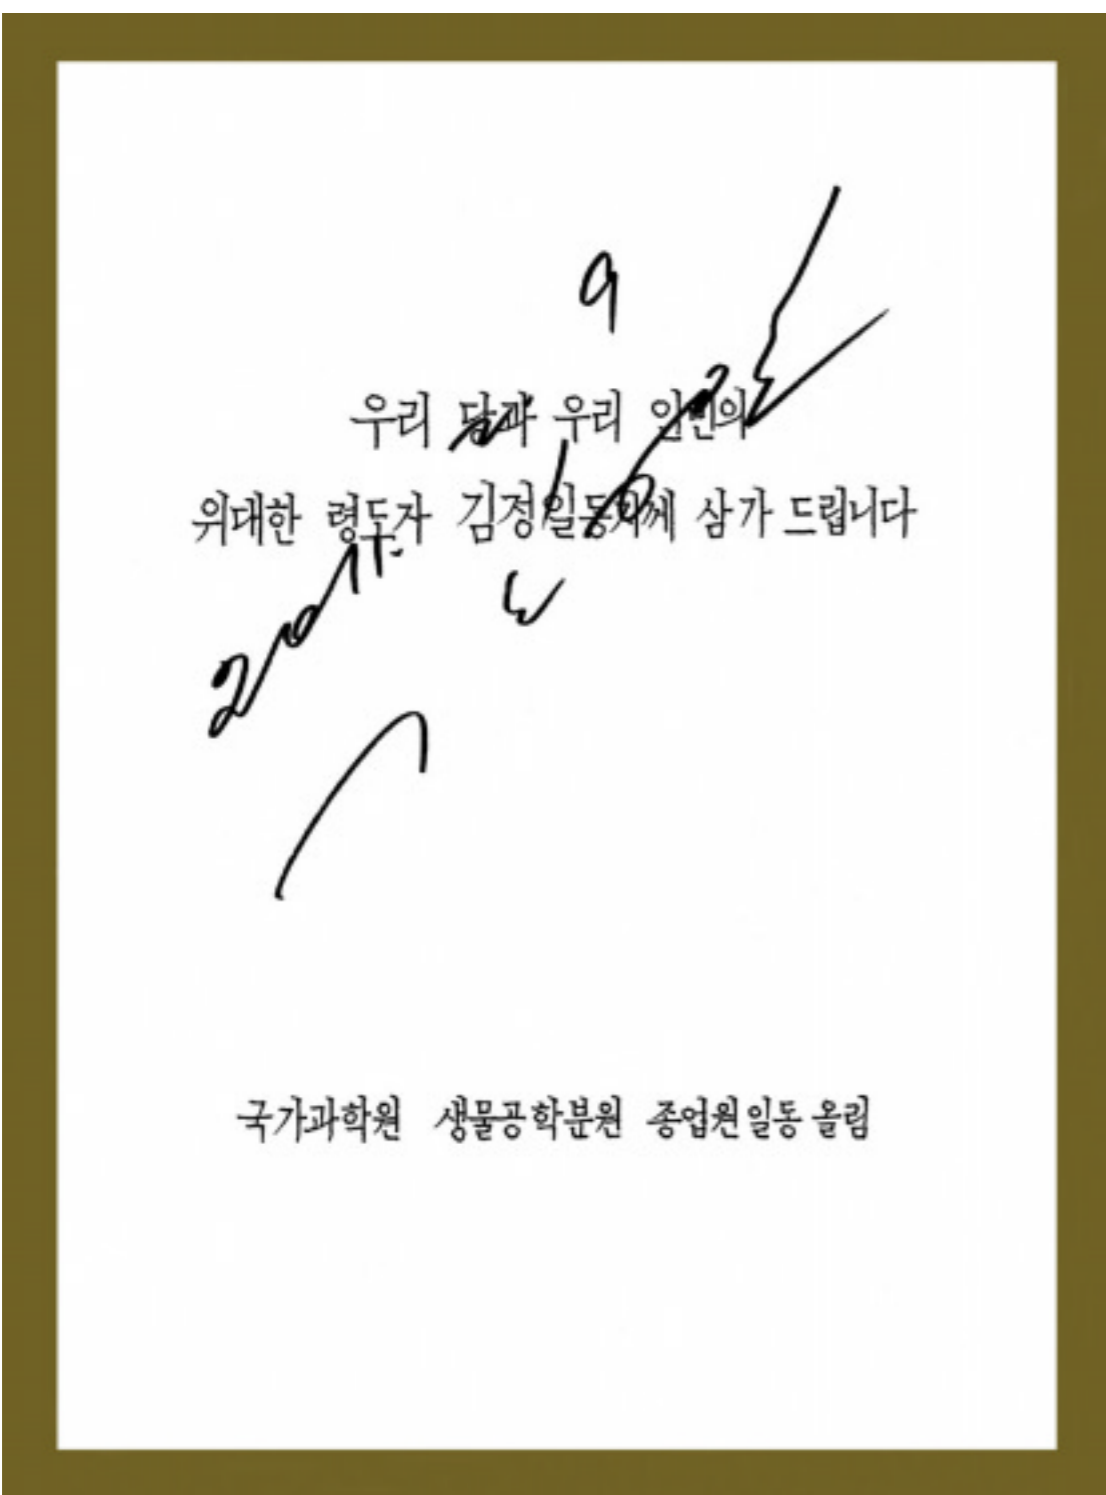 우리 당과 우리 인민의
위대한 령도자 김정일동지께 삼가 드립니다
국가과학원 생물공학분원 종업원일동 올림